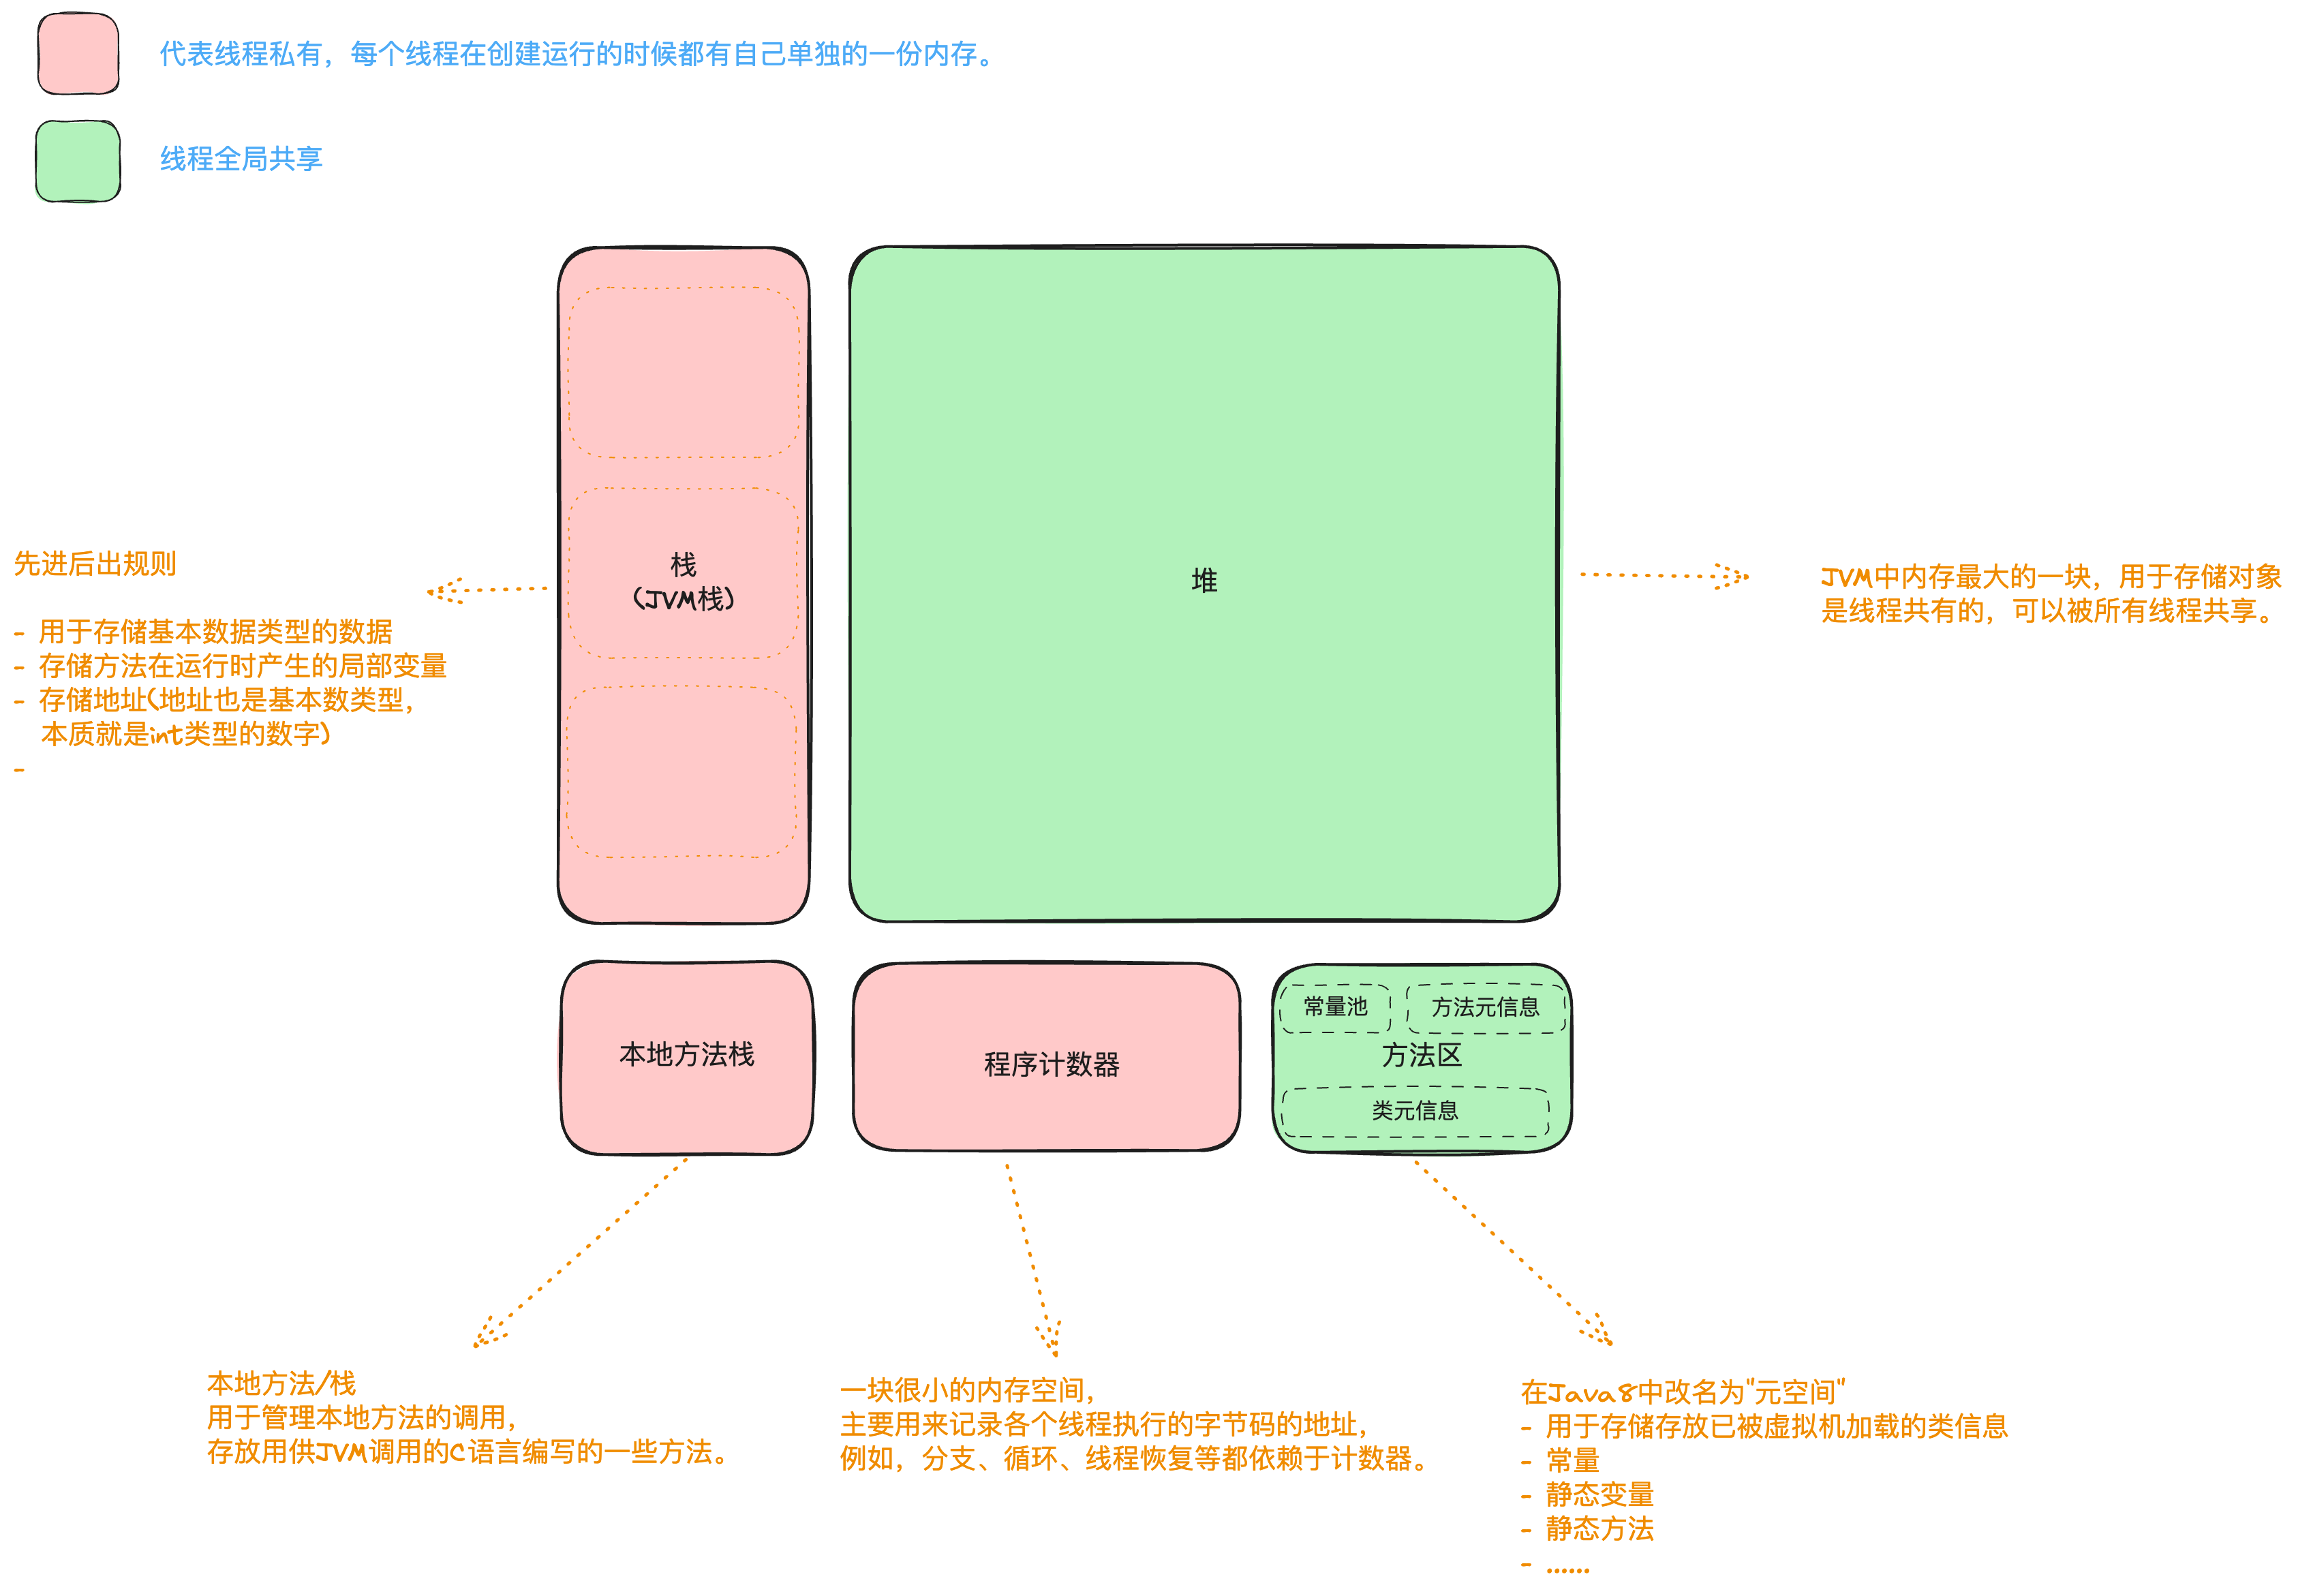 代表线程私有，每个线程在创建运行的时候都有自己单独的一份内存。
线程全局共享
先进后出规则
- 用于存储基本数据类型的数据
- 存储方法在运行时产生的局部变量
- 存储地址(地址也是基本数类型,
本质就是int类型的数字)
-
栈
(JVM栈)
堆
JVM中内存最大的一块，用于存储对象
是线程共有的，可以被所有线程共享。
本地方法栈
程序计数器
常量池
方法元信息
方法区
类元信息
本地方法/栈
用于管理本地方法的调用,
存放用供JVM调用的C语言编写的一些方法。
一块很小的内存空间,
主要用来记录各个线程执行的字节码的地址,
例如，分支、循环、线程恢复等都依赖于计数器。
在Java8中改名为"元空间"
- 用于存储存放已被虚拟机加载的类信息
- 常量
- 静态变量
- 静态方法
- ......